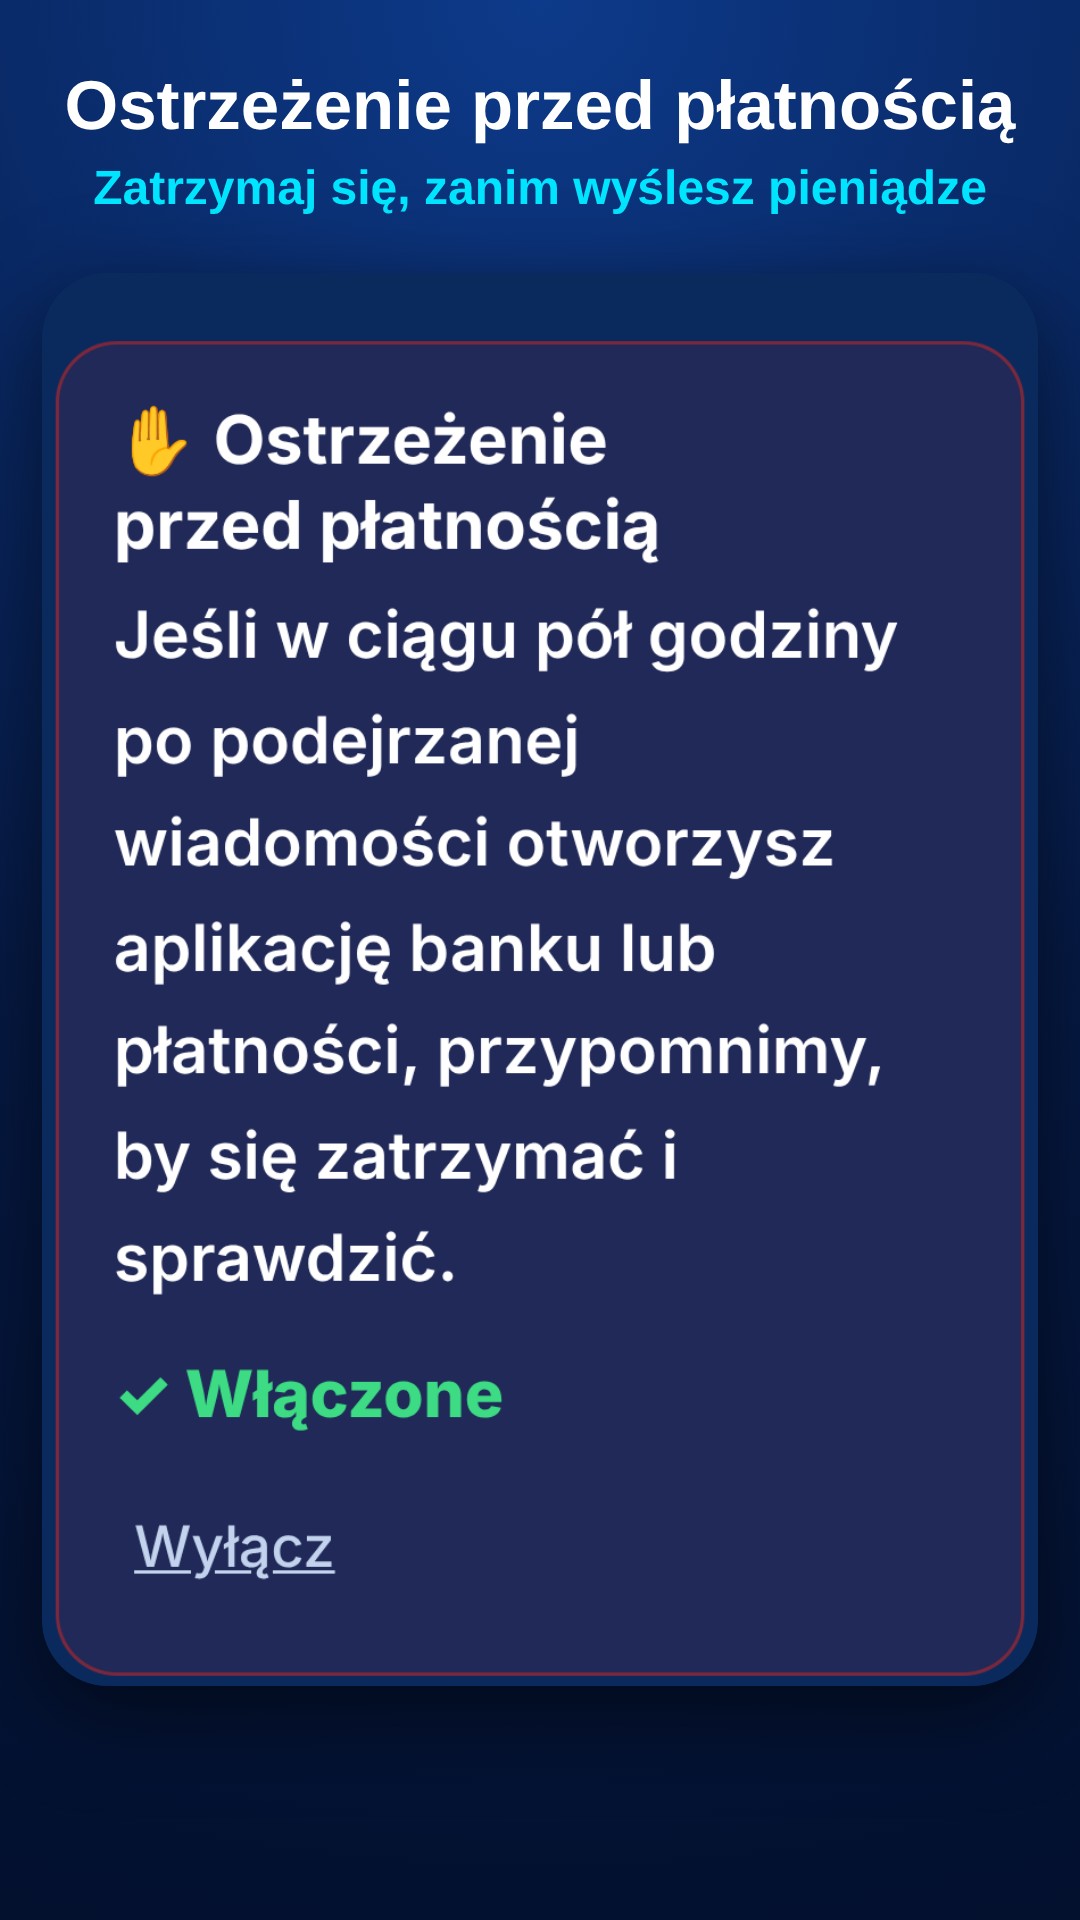 Ostrzeżenie przed płatnością
Zatrzymaj się, zanim wyślesz pieniądze
✋ Ostrzeżenie
przed płatnością
Jeśli w ciągu pół godziny
po podejrzanej
wiadomości otworzysz
aplikację banku lub
płatności, przypomnimy,
by się zatrzymać i
sprawdzić.
✓ Włączone
Wyłącz